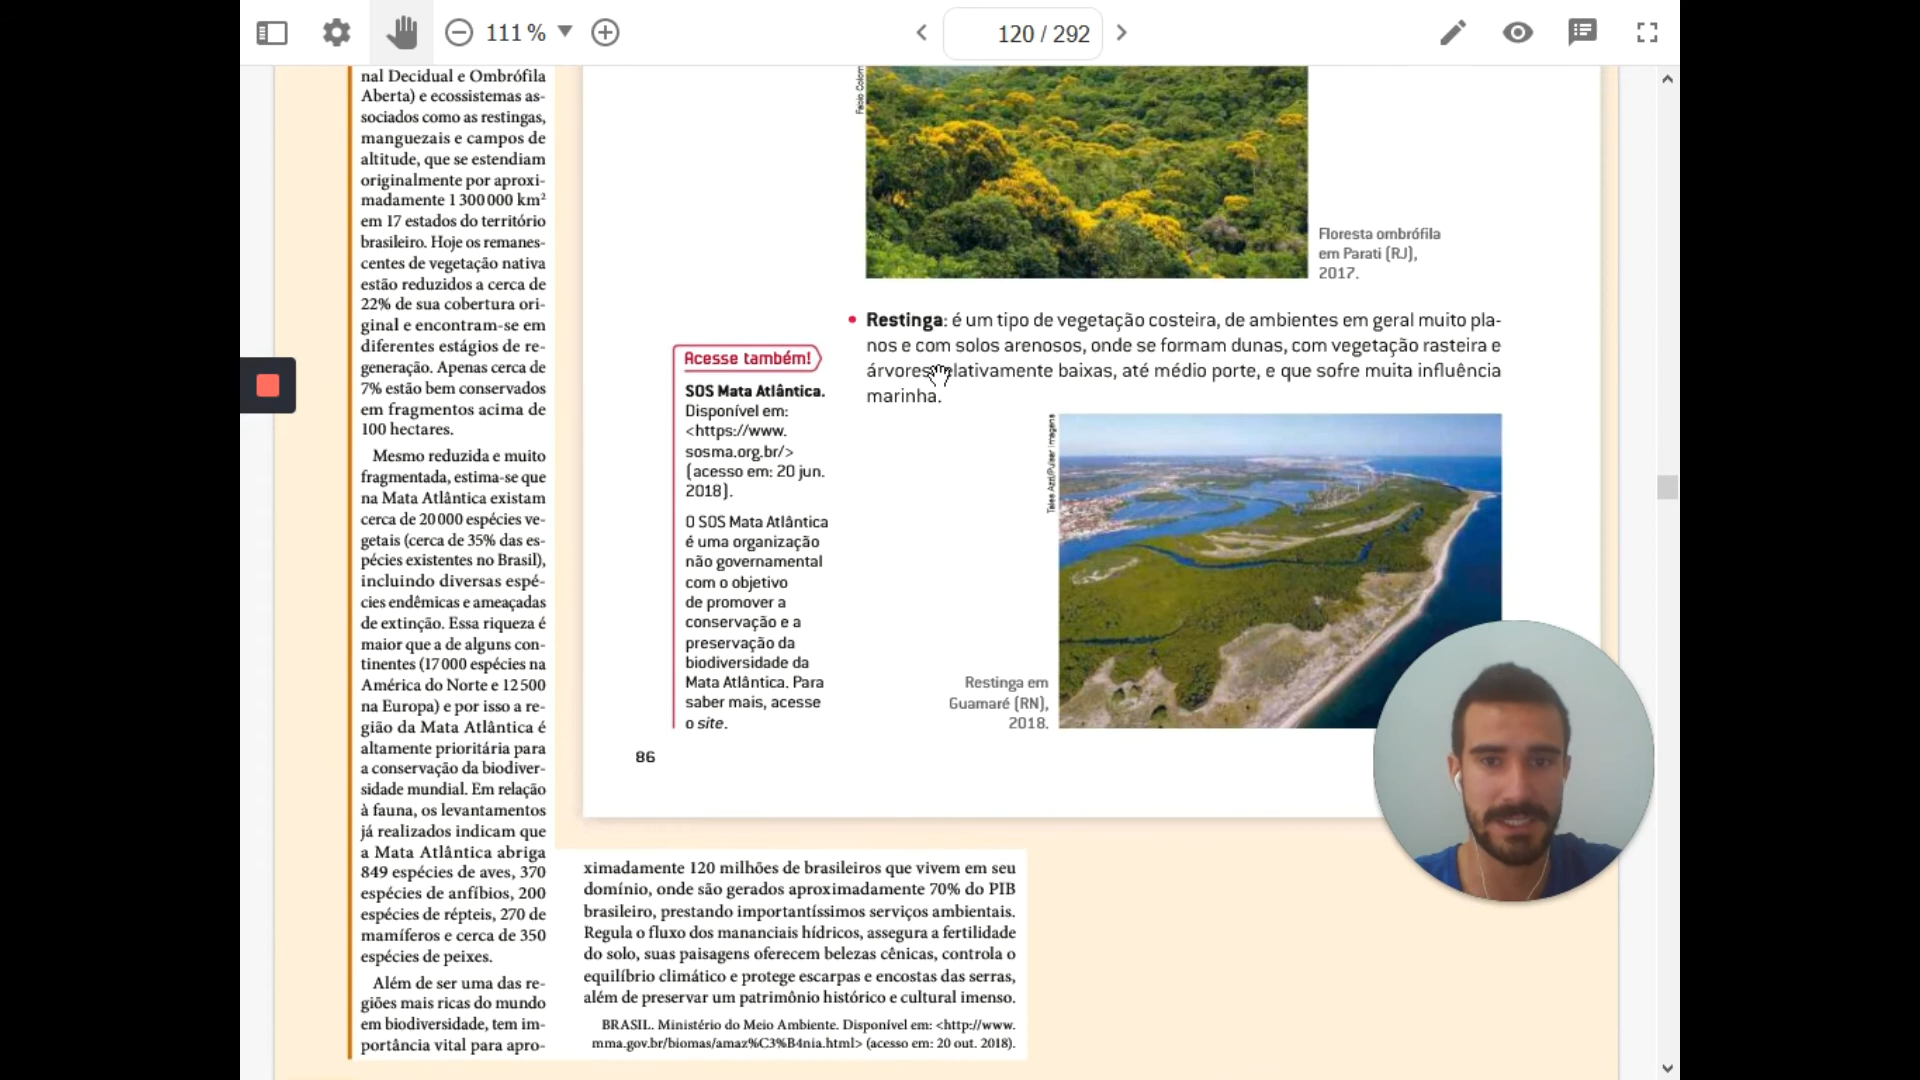 111 %
120 / 292
nal Decidual e Ombrófila
Aberta) e ecossistemas as-
sociados como as restingas,
manguezais e campos de
altitude, que se estendiam
originalmente por aproxi-
madamente 1 300 000 km²
em 17 estados do território
brasileiro. Hoje os remanes-
centes de vegetação nativa
estão reduzidos a cerca de
22% de sua cobertura ori-
ginal e encontram-se em
diferentes estágios de re-
generação. Apenas cerca de
7% estão bem conservados
em fragmentos acima de
100 hectares.
Mesmo reduzida e muito
fragmentada, estima-se que
na Mata Atlântica existam
cerca de 20 000 espécies ve-
getais (cerca de 35% das es-
pécies existentes no Brasil),
incluindo diversas espé-
cies endêmicas e ameaçadas
de extinção. Essa riqueza é
maior que a de alguns con-
tinentes (17 000 espécies na
América do Norte e 12 500
na Europa) e por isso a re-
gião da Mata Atlântica é
altamente prioritária para
a conservação da biodiver-
sidade mundial. Em relação
à fauna, os levantamentos
já realizados indicam que
a Mata Atlântica abriga
849 espécies de aves, 370
espécies de anfíbios, 200
espécies de répteis, 270 de
mamíferos e cerca de 350
espécies de peixes.
Além de ser uma das re-
giões mais ricas do mundo
em biodiversidade, tem im-
portância vital para apro-
Fabio Colom
Floresta ombrófila
em Parati (RJ),
2017.
• Restinga: é um tipo de vegetação costeira, de ambientes em geral muito pla-
nos e com solos arenosos, onde se formam dunas, com vegetação rasteira e
árvores relativamente baixas, até médio porte, e que sofre muita influência
marinha.
Acesse também!
SOS Mata Atlântica.
Disponível em:
<https://www.
sosma.org.br/>
(acesso em: 20 jun.
2018).
O SOS Mata Atlântica
é uma organização
não governamental
com o objetivo
de promover a
conservação e a
preservação da
biodiversidade da
Mata Atlântica. Para
saber mais, acesse
o site.
Tales Azzi/Pulsar Imagens
Restinga em
Guamaré (RN),
2018.
86
ximadamente 120 milhões de brasileiros que vivem em seu
domínio, onde são gerados aproximadamente 70% do PIB
brasileiro, prestando importantíssimos serviços ambientais.
Regula o fluxo dos mananciais hídricos, assegura a fertilidade
do solo, suas paisagens oferecem belezas cênicas, controla o
equilíbrio climático e protege escarpas e encostas das serras,
além de preservar um patrimônio histórico e cultural imenso.
BRASIL. Ministério do Meio Ambiente. Disponível em: <http://www.
mma.gov.br/biomas/amaz%C3%B4nia.html> (acesso em: 20 out. 2018).